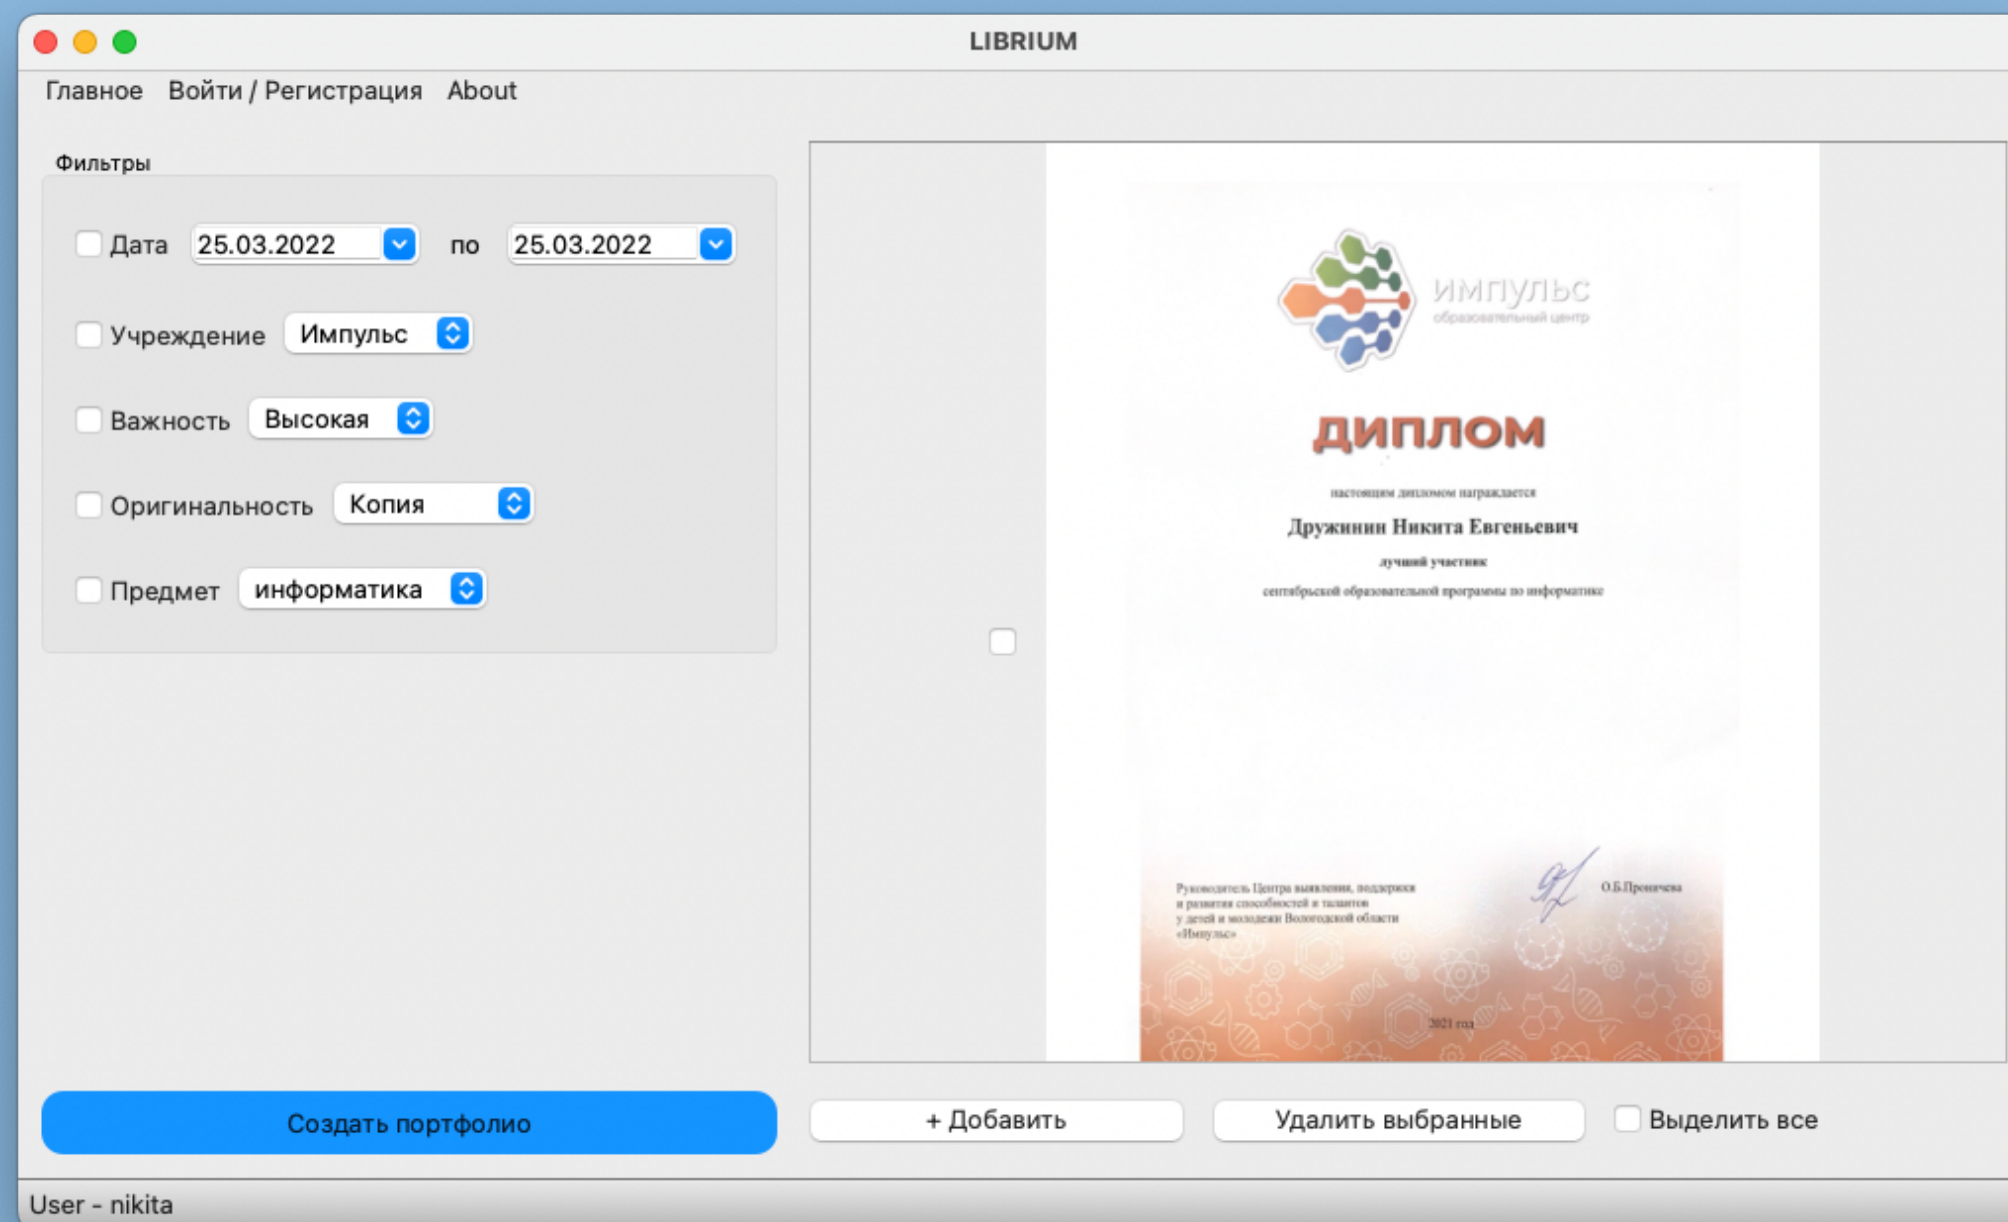 LIBRIUM
Главное Войти / Регистрация About
Фильтры
Дата 25.03.2022 по 25.03.2022
Учреждение Импульс
Важность Высокая
Оригинальность Копия
Предмет информатика
импульс
образовательный центр
ДИПЛОМ
настоящим дипломом награждается
Дружинин Никита Евгеньевич
лучший участник
сентябрьской образовательной программы по информатике
Руководитель Центра выявления, поддержки
и развития способностей и талантов
у детей и молодежи Вологодской области
«Импульс»
О.Б.Проничева
2021 год
Создать портфолио
+ Добавить Удалить выбранные Выделить все
User - nikita